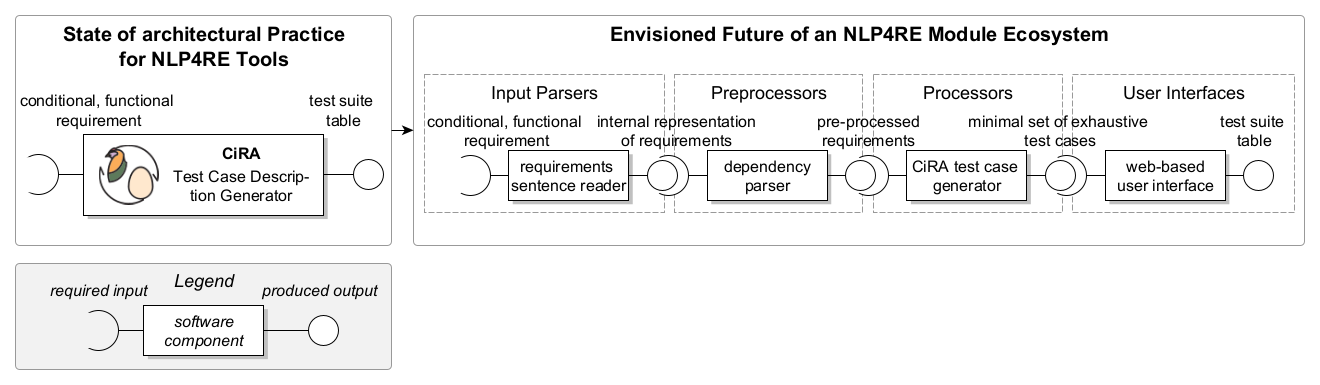 State of architectural Practice
for NLP4RE Tools
conditional, functional
requirement
test suite
table
CiRA
Test Case Descrip-
tion Generator
Envisioned Future of an NLP4RE Module Ecosystem
Input Parsers
Preprocessors
Processors
User Interfaces
conditional, functional
requirement
internal representation
of requirements
pre-processed
requirements
minimal set of exhaustive
test cases
test suite
table
requirements
sentence reader
dependency
parser
CiRA test case
generator
web-based
user interface
Legend
required input
produced output
software
component